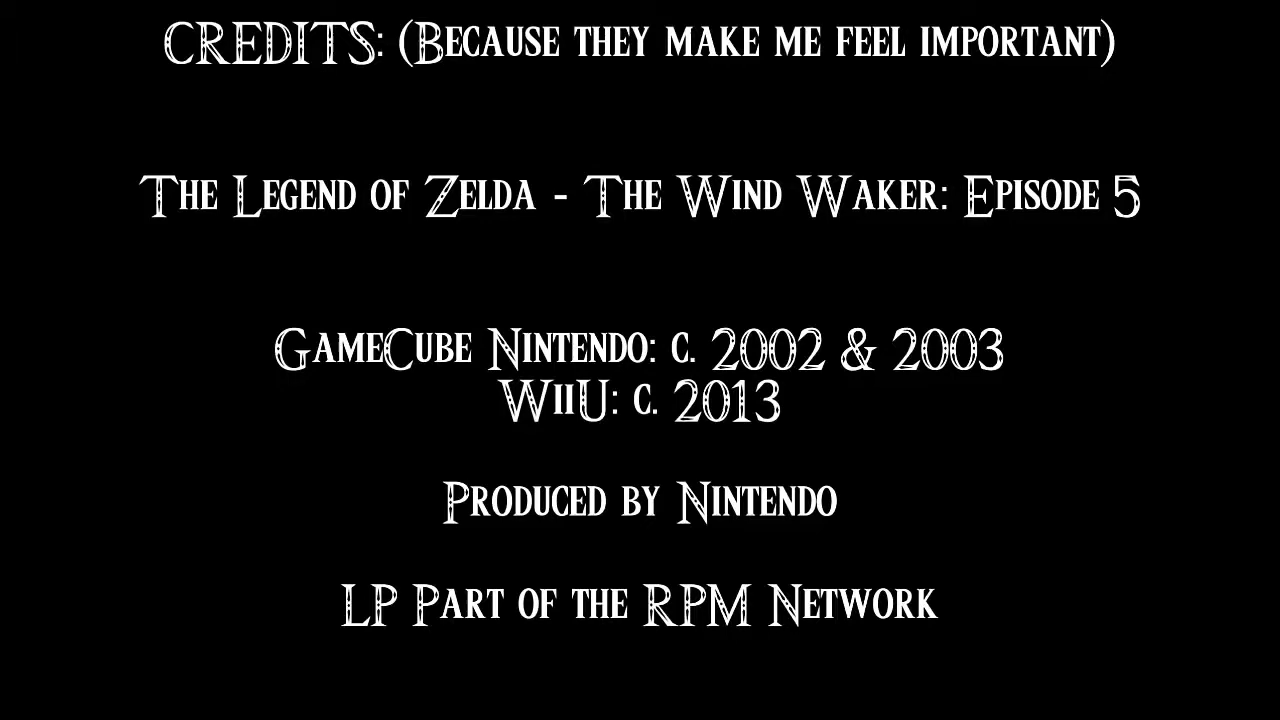 CREDITS: (Because they make me feel important)
The Legend of Zelda - The Wind Waker: Episode 5
GameCube Nintendo: c. 2002 & 2003
WiiU: c. 2013
Produced by Nintendo
LP Part of the RPM Network